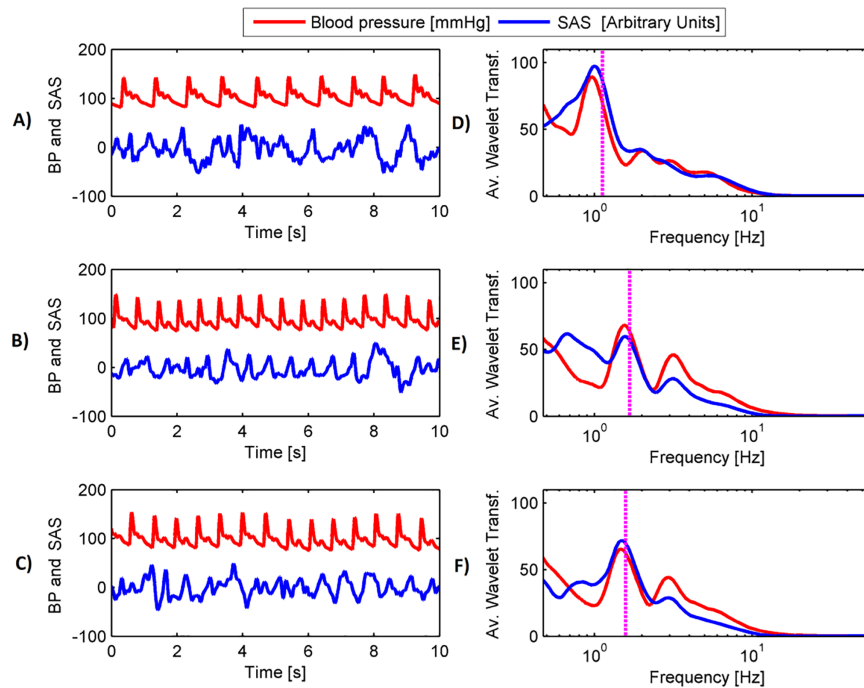 Blood pressure [mmHg] SAS [Arbitrary Units]
A)
BP and SAS
200
100
0
-100
0 2 4 6 8 10
Time [s]
D)
Av. Wavelet Transf.
100
50
0
10^0 10^1
Frequency [Hz]
B)
BP and SAS
200
100
0
-100
0 2 4 6 8 10
Time [s]
E)
Av. Wavelet Transf.
100
50
0
10^0 10^1
Frequency [Hz]
C)
BP and SAS
200
100
0
-100
0 2 4 6 8 10
Time [s]
F)
Av. Wavelet Transf.
100
50
0
10^0 10^1
Frequency [Hz]